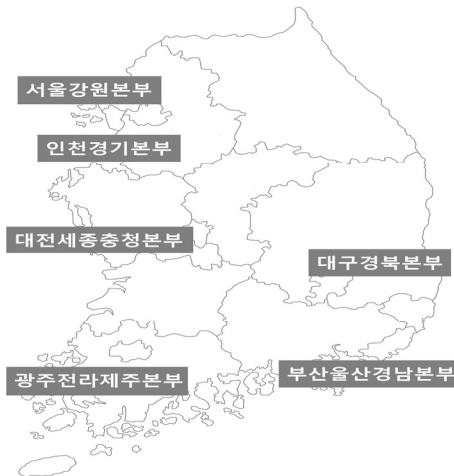 서울강원본부
인천경기본부
대전세종충청본부
대구경북본부
부산울산경남본부
광주전라제주본부